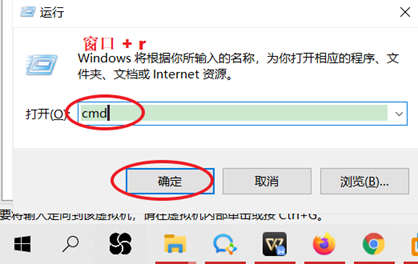 运行
窗口 + r
Windows 将根据你所输入的名称，为你打开相应的程序、文
件夹、文档或 Internet 资源。
打开(O):
cmd
确定
取消
浏览(B)...
要将输入定向到该虚拟机，请在虚拟机内部单击或按 Ctrl+G。